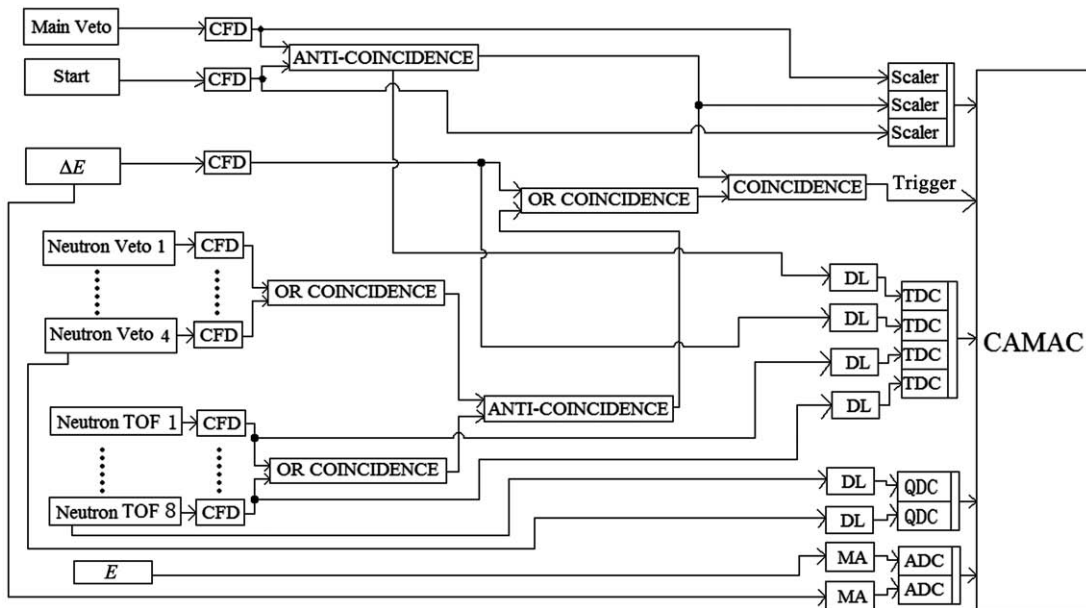 Main Veto
CFD
ANTI-COINCIDENCE
Start
CFD
Scaler
Scaler
Scaler
ΔE
CFD
OR COINCIDENCE
COINCIDENCE
Trigger
Neutron Veto 1
CFD
OR COINCIDENCE
Neutron Veto 4
CFD
DL
TDC
DL
TDC
DL
TDC
DL
TDC
CAMAC
ANTI-COINCIDENCE
Neutron TOF 1
CFD
OR COINCIDENCE
Neutron TOF 8
CFD
DL
QDC
DL
QDC
E
MA
ADC
MA
ADC